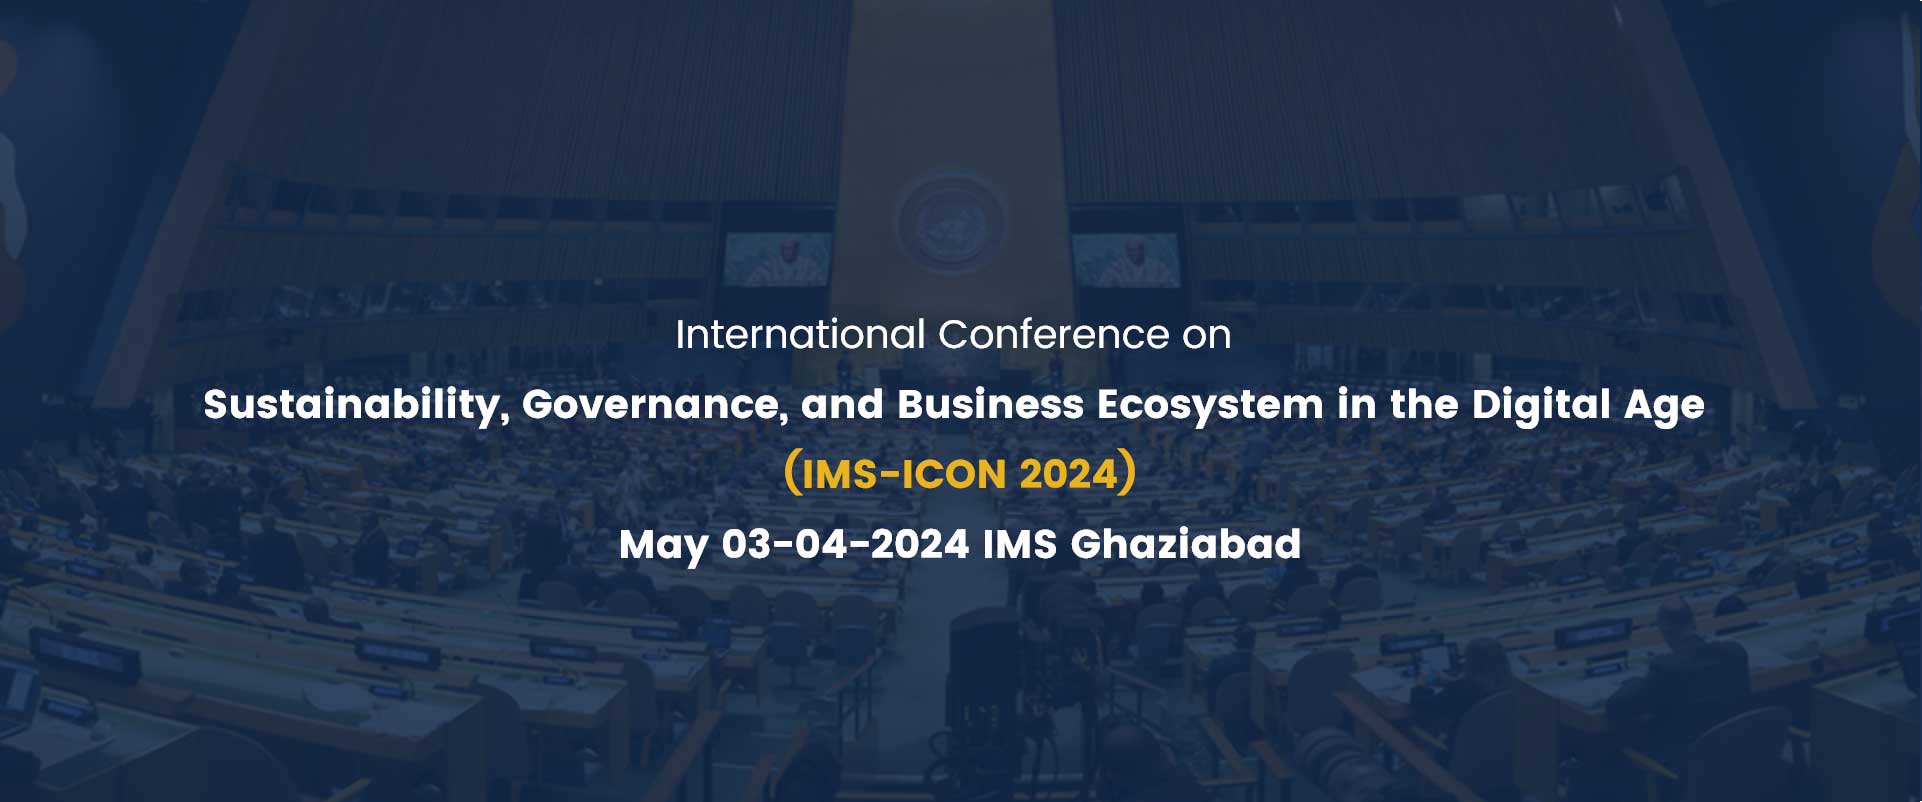 International Conference on
Sustainability, Governance, and Business Ecosystem in the Digital Age
(IMS-ICON 2024)
May 03-04-2024 IMS Ghaziabad